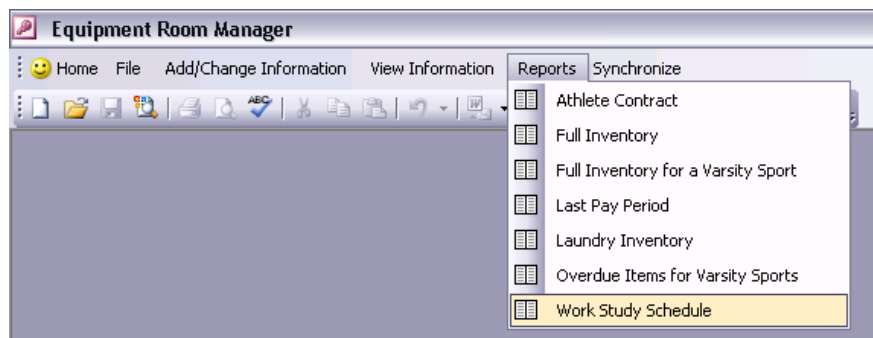 Equipment Room Manager
Home File Add/Change Information View Information Reports Synchronize
ABC
W
Athlete Contract
Full Inventory
Full Inventory for a Varsity Sport
Last Pay Period
Laundry Inventory
Overdue Items for Varsity Sports
Work Study Schedule